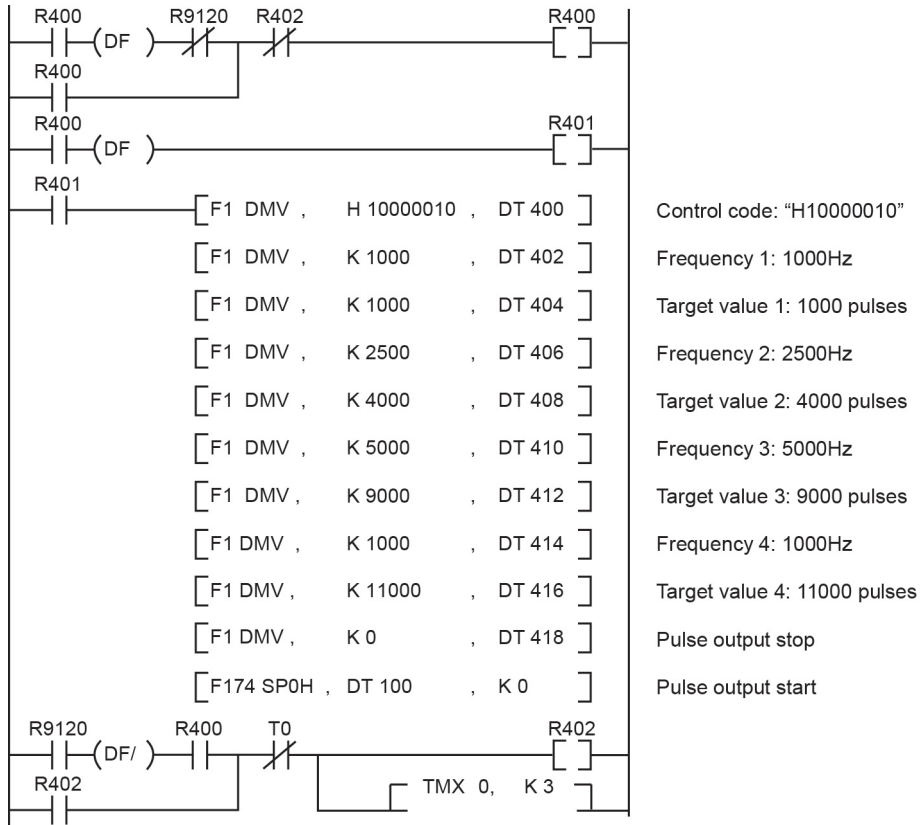 R400 R9120 R402 R400
(DF )
R400
R400 R401
(DF )
R401
F1 DMV , H 10000010 , DT 400 Control code: “H10000010”
F1 DMV , K 1000 , DT 402 Frequency 1: 1000Hz
F1 DMV , K 1000 , DT 404 Target value 1: 1000 pulses
F1 DMV , K 2500 , DT 406 Frequency 2: 2500Hz
F1 DMV , K 4000 , DT 408 Target value 2: 4000 pulses
F1 DMV , K 5000 , DT 410 Frequency 3: 5000Hz
F1 DMV , K 9000 , DT 412 Target value 3: 9000 pulses
F1 DMV , K 1000 , DT 414 Frequency 4: 1000Hz
F1 DMV , K 11000 , DT 416 Target value 4: 11000 pulses
F1 DMV , K 0 , DT 418 Pulse output stop
F174 SP0H , DT 100 , K 0 Pulse output start
R9120 R400 T0 R402
(DF/ )
R402
TMX 0, K 3